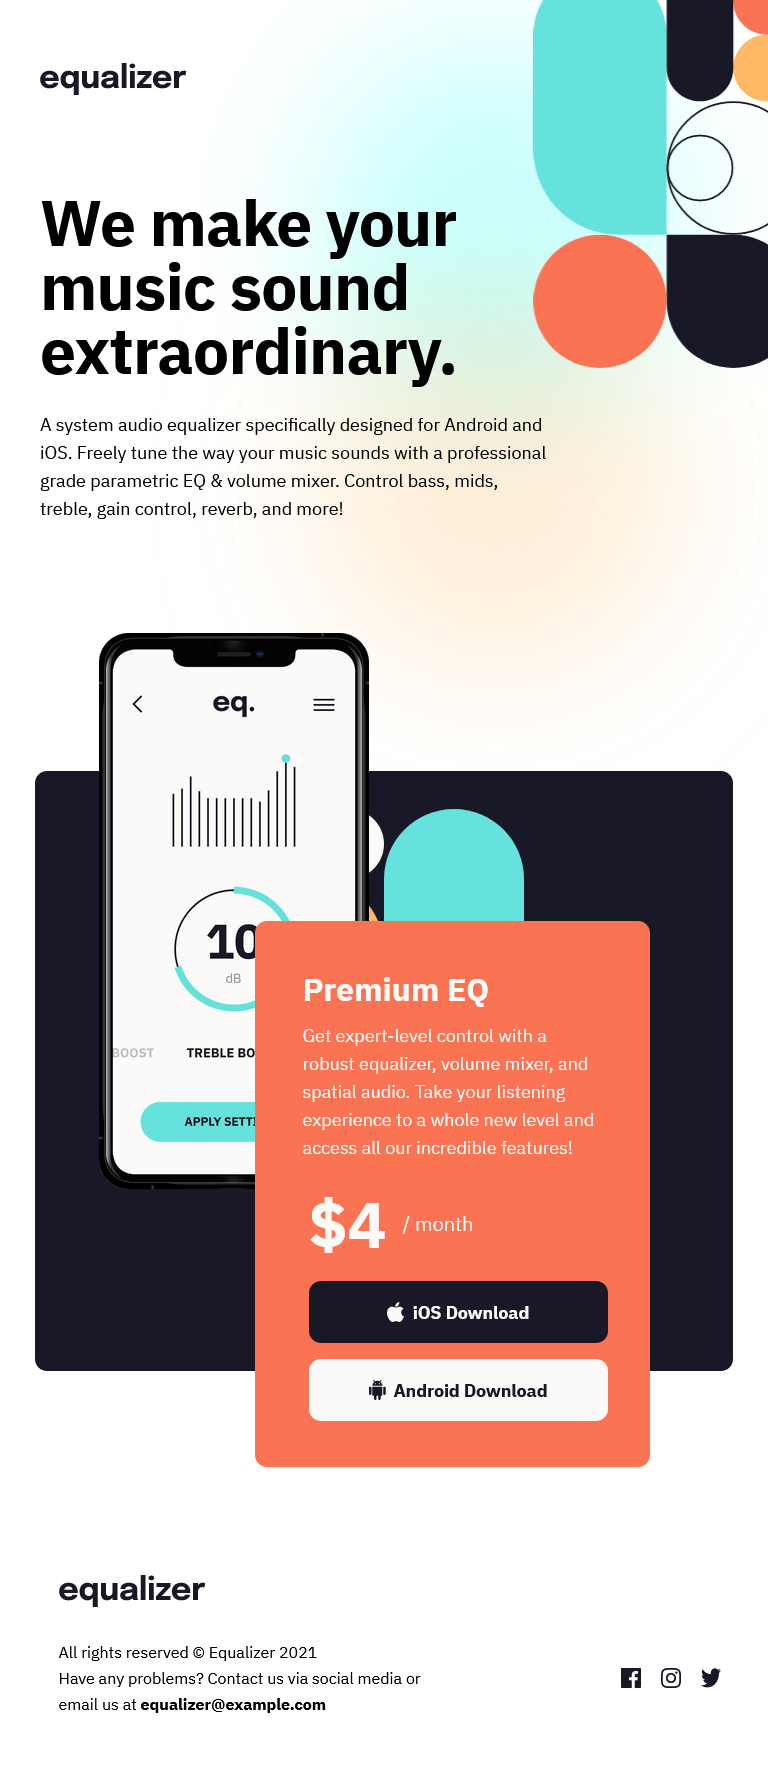 equalizer
We make your
music sound
extraordinary.
A system audio equalizer specifically designed for Android and
iOS. Freely tune the way your music sounds with a professional
grade parametric EQ & volume mixer. Control bass, mids,
treble, gain control, reverb, and more!
eq.
10
dB
BOOST TREBLE BO
APPLY SETTI
Premium EQ
Get expert-level control with a
robust equalizer, volume mixer, and
spatial audio. Take your listening
experience to a whole new level and
access all our incredible features!
$4 / month
iOS Download
Android Download
equalizer
All rights reserved © Equalizer 2021
Have any problems? Contact us via social media or
email us at equalizer@example.com